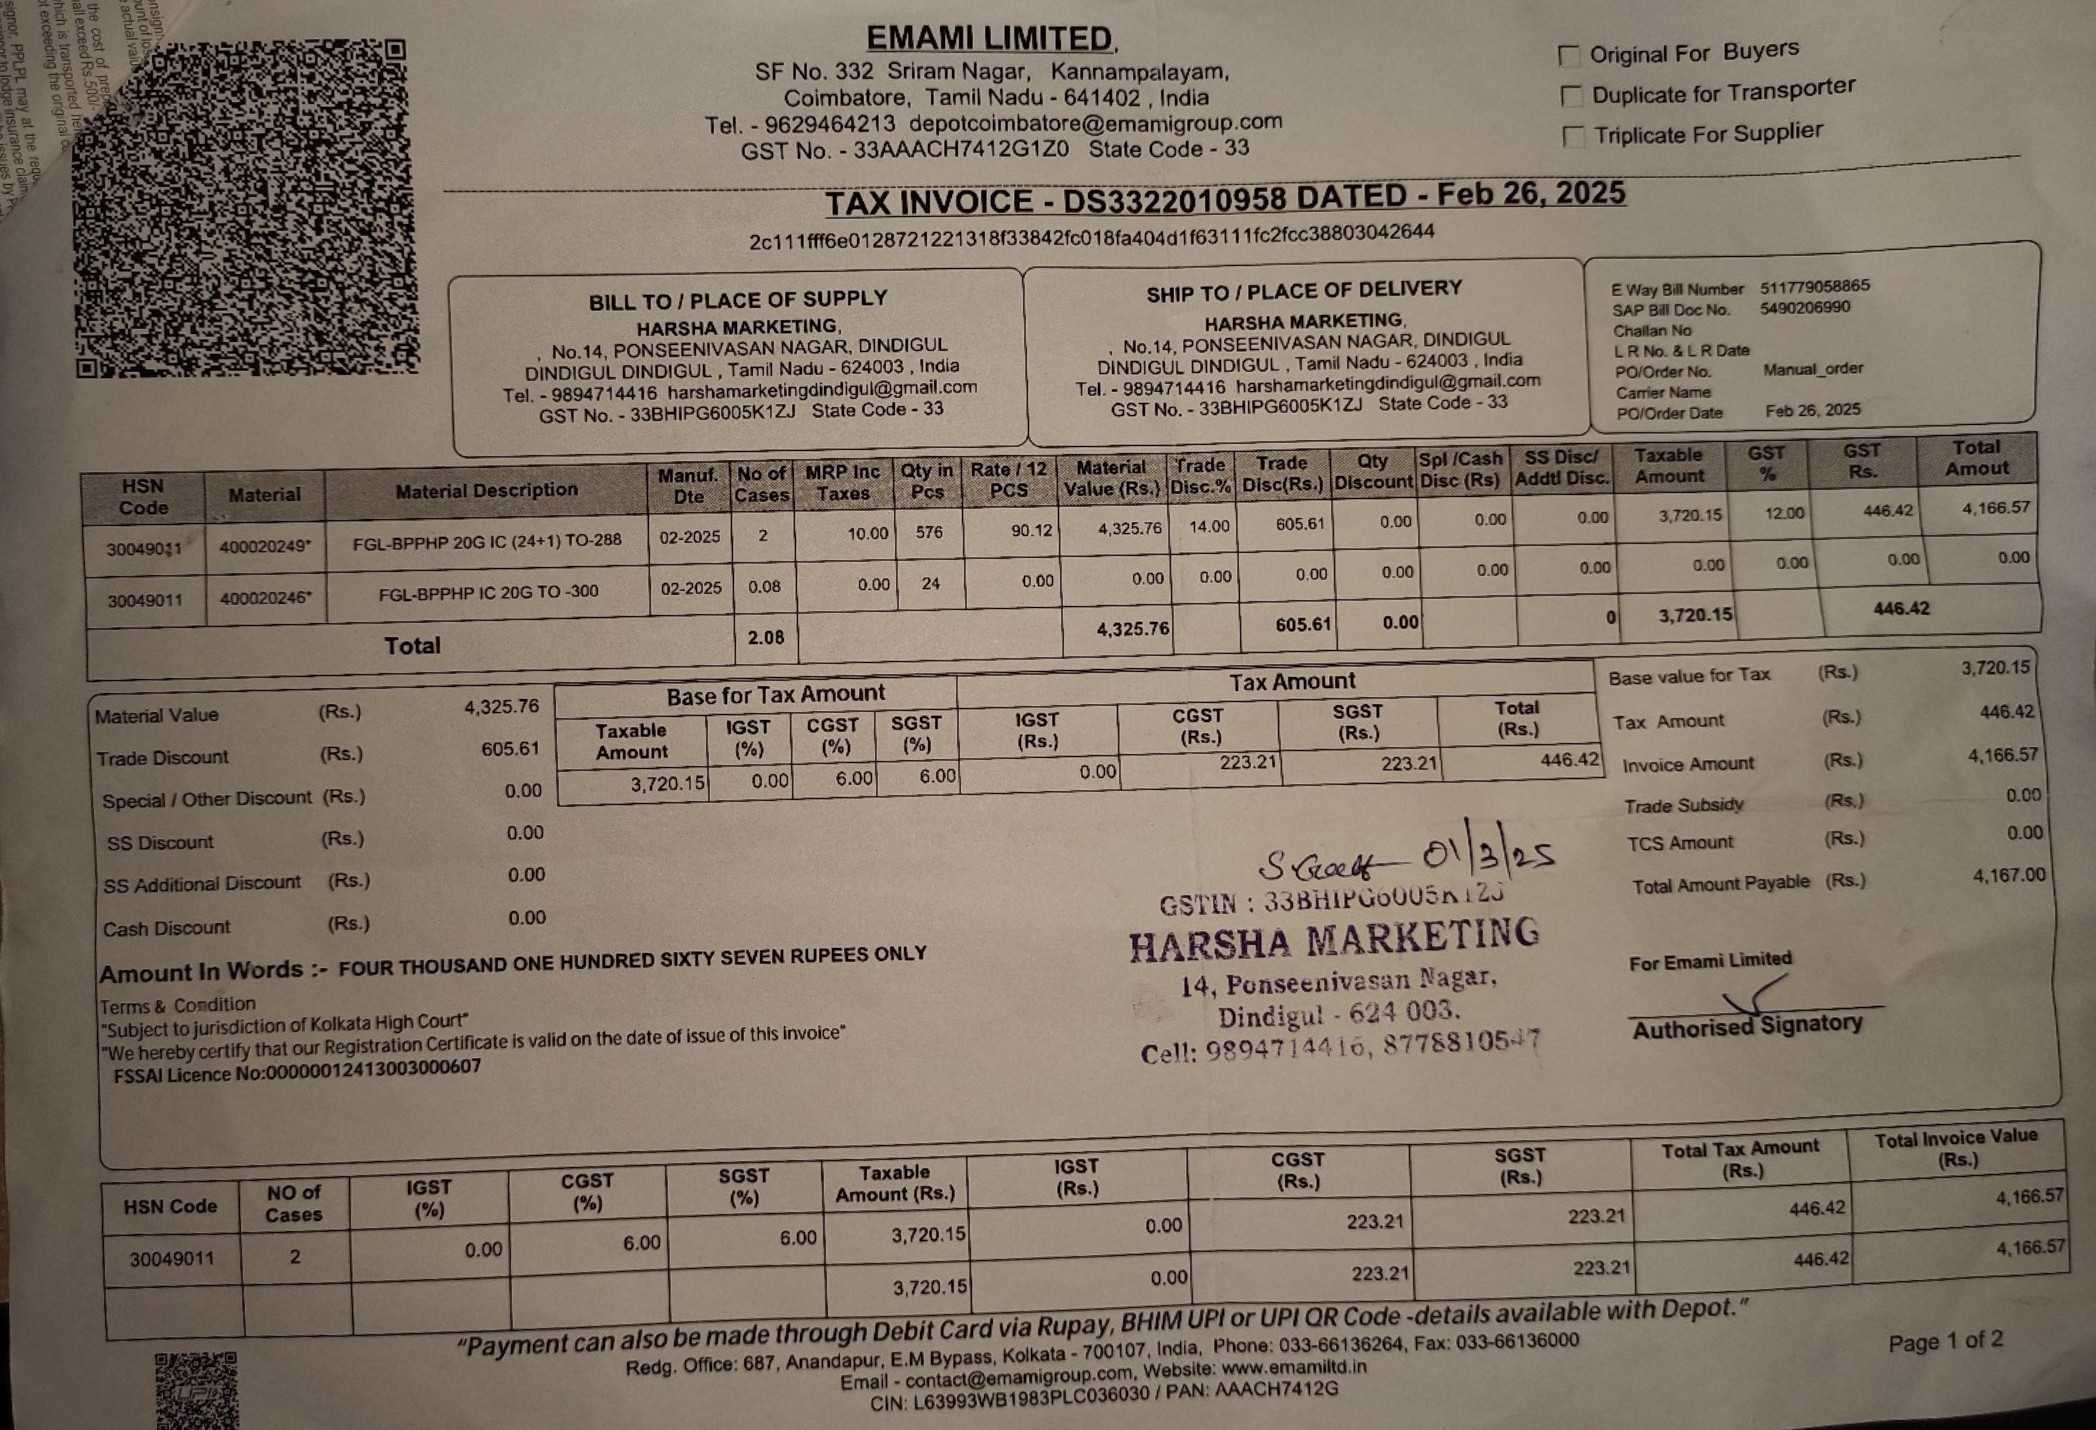 EMAMI LIMITED,
SF No. 332 Sriram Nagar, Kannampalayam,
Coimbatore, Tamil Nadu - 641402 , India
Tel. - 9629464213 depotcoimbatore@emamigroup.com
GST No. - 33AAACH7412G1Z0 State Code - 33
Original For Buyers
Duplicate for Transporter
Triplicate For Supplier
TAX INVOICE - DS3322010958 DATED - Feb 26, 2025
2c111fff6e0128721221318f33842fc018fa404d1f63111fc2fcc38803042644
BILL TO / PLACE OF SUPPLY
HARSHA MARKETING,
, No.14, PONSEENIVASAN NAGAR, DINDIGUL
DINDIGUL DINDIGUL , Tamil Nadu - 624003 , India
Tel. - 9894714416 harshamarketingdindigul@gmail.com
GST No. - 33BHIPG6005K1ZJ State Code - 33
SHIP TO / PLACE OF DELIVERY
HARSHA MARKETING,
, No.14, PONSEENIVASAN NAGAR, DINDIGUL
DINDIGUL DINDIGUL , Tamil Nadu - 624003 , India
Tel. - 9894714416 harshamarketingdindigul@gmail.com
GST No. - 33BHIPG6005K1ZJ State Code - 33
E Way Bill Number 511779058865
SAP Bill Doc No. 5490206990
Challan No
L R No. & L R Date
PO/Order No. Manual_order
Carrier Name
PO/Order Date Feb 26, 2025
HSN Code Material Material Description Manuf. Dte No of Cases MRP Inc Taxes Qty in Pcs Rate / 12 PCS Material Value (Rs.) Trade Disc.% Trade Disc(Rs.) Qty Discount Spl /Cash Disc (Rs) SS Disc/ Addtl Disc. Taxable Amount GST % GST Rs. Total Amout
30049011 400020249* FGL-BPPHP 20G IC (24+1) TO-288 02-2025 2 10.00 576 90.12 4,325.76 14.00 605.61 0.00 0.00 0.00 3,720.15 12.00 446.42 4,166.57
30049011 400020246* FGL-BPPHP IC 20G TO -300 02-2025 0.08 0.00 24 0.00 0.00 0.00 0.00 0.00 0.00 0.00 0.00 0.00 0.00 0.00
Total 2.08 4,325.76 605.61 0.00 0 3,720.15 446.42
Material Value (Rs.) 4,325.76
Trade Discount (Rs.) 605.61
Special / Other Discount (Rs.) 0.00
SS Discount (Rs.) 0.00
SS Additional Discount (Rs.) 0.00
Cash Discount (Rs.) 0.00
Base for Tax Amount Tax Amount
Taxable Amount IGST (%) CGST (%) SGST (%) IGST (Rs.) CGST (Rs.) SGST (Rs.) Total (Rs.)
3,720.15 0.00 6.00 6.00 0.00 223.21 223.21 446.42
Base value for Tax (Rs.) 3,720.15
Tax Amount (Rs.) 446.42
Invoice Amount (Rs.) 4,166.57
Trade Subsidy (Rs.) 0.00
TCS Amount (Rs.) 0.00
Total Amount Payable (Rs.) 4,167.00
Amount In Words :- FOUR THOUSAND ONE HUNDRED SIXTY SEVEN RUPEES ONLY
Terms & Condition
"Subject to jurisdiction of Kolkata High Court"
"We hereby certify that our Registration Certificate is valid on the date of issue of this invoice"
FSSAI Licence No:00000012413003000607
01/3/25
GSTIN : 33BHIPG6005K1ZJ
HARSHA MARKETING
14, Ponseenivasan Nagar,
Dindigul - 624 003.
Cell: 9894714416, 8778810547
For Emami Limited
Authorised Signatory
HSN Code NO of Cases IGST (%) CGST (%) SGST (%) Taxable Amount (Rs.) IGST (Rs.) CGST (Rs.) SGST (Rs.) Total Tax Amount (Rs.) Total Invoice Value (Rs.)
30049011 2 0.00 6.00 6.00 3,720.15 0.00 223.21 223.21 446.42 4,166.57
3,720.15 0.00 223.21 223.21 446.42 4,166.57
"Payment can also be made through Debit Card via Rupay, BHIM UPI or UPI QR Code -details available with Depot."
Redg. Office: 687, Anandapur, E.M Bypass, Kolkata - 700107, India, Phone: 033-66136264, Fax: 033-66136000
Email - contact@emamigroup.com, Website: www.emamiltd.in
CIN: L63993WB1983PLC036030 / PAN: AAACH7412G
Page 1 of 2
UPI